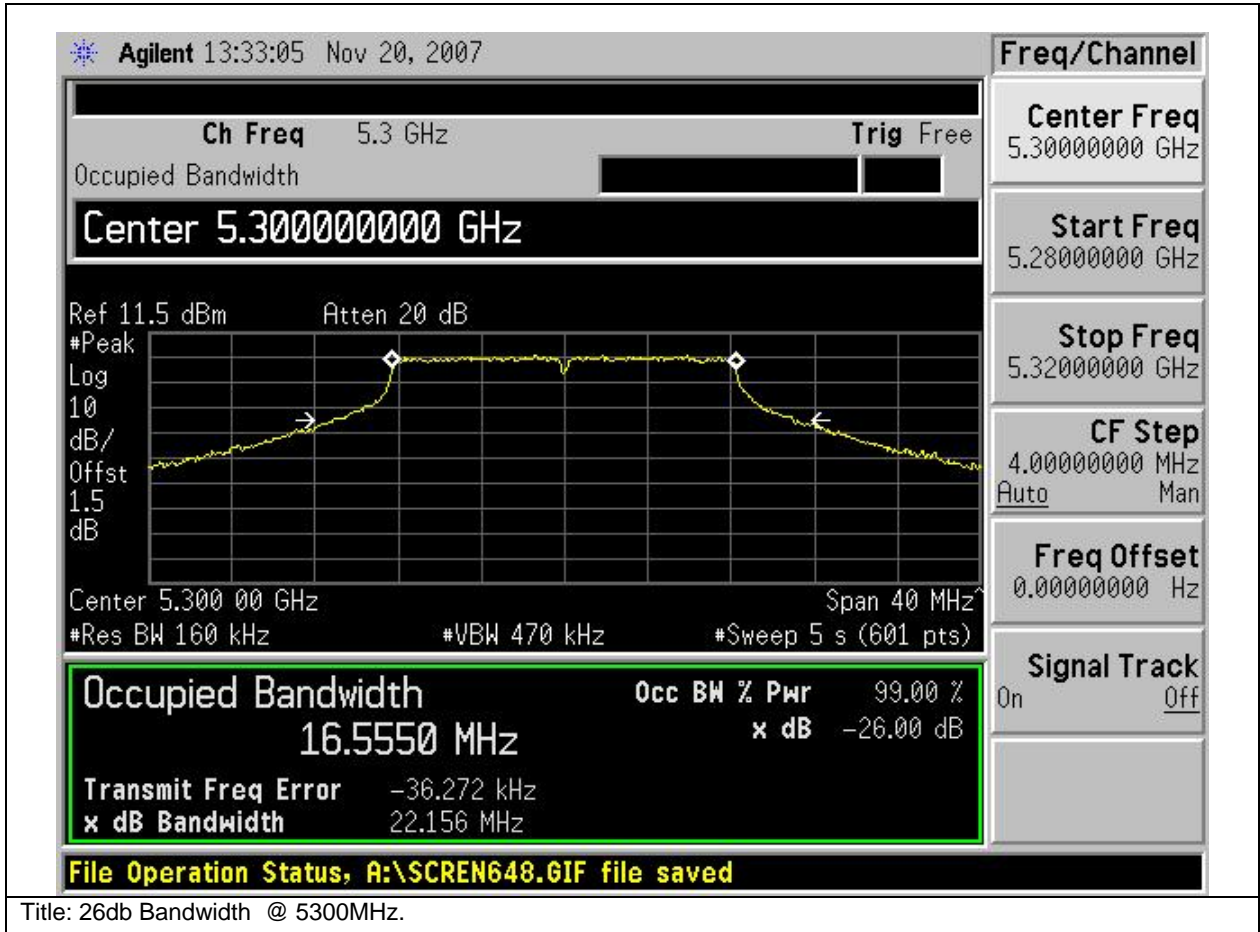 Agilent 13:33:05 Nov 20, 2007
Freq/Channel
Ch Freq 5.3 GHz Trig Free
Occupied Bandwidth
Center 5.300000000 GHz
Ref 11.5 dBm Atten 20 dB
#Peak
Log
10
dB/
Offst
1.5
dB
Center 5.300 00 GHz Span 40 MHz^
#Res BW 160 kHz #VBW 470 kHz #Sweep 5 s (601 pts)
Occupied Bandwidth Occ BW % Pwr 99.00 %
16.5550 MHz x dB -26.00 dB
Transmit Freq Error -36.272 kHz
x dB Bandwidth 22.156 MHz
File Operation Status, A:\SCREN648.GIF file saved
Center Freq
5.30000000 GHz
Start Freq
5.28000000 GHz
Stop Freq
5.32000000 GHz
CF Step
4.00000000 MHz
Auto Man
Freq Offset
0.00000000 Hz
Signal Track
On Off
Title: 26db Bandwidth @ 5300MHz.